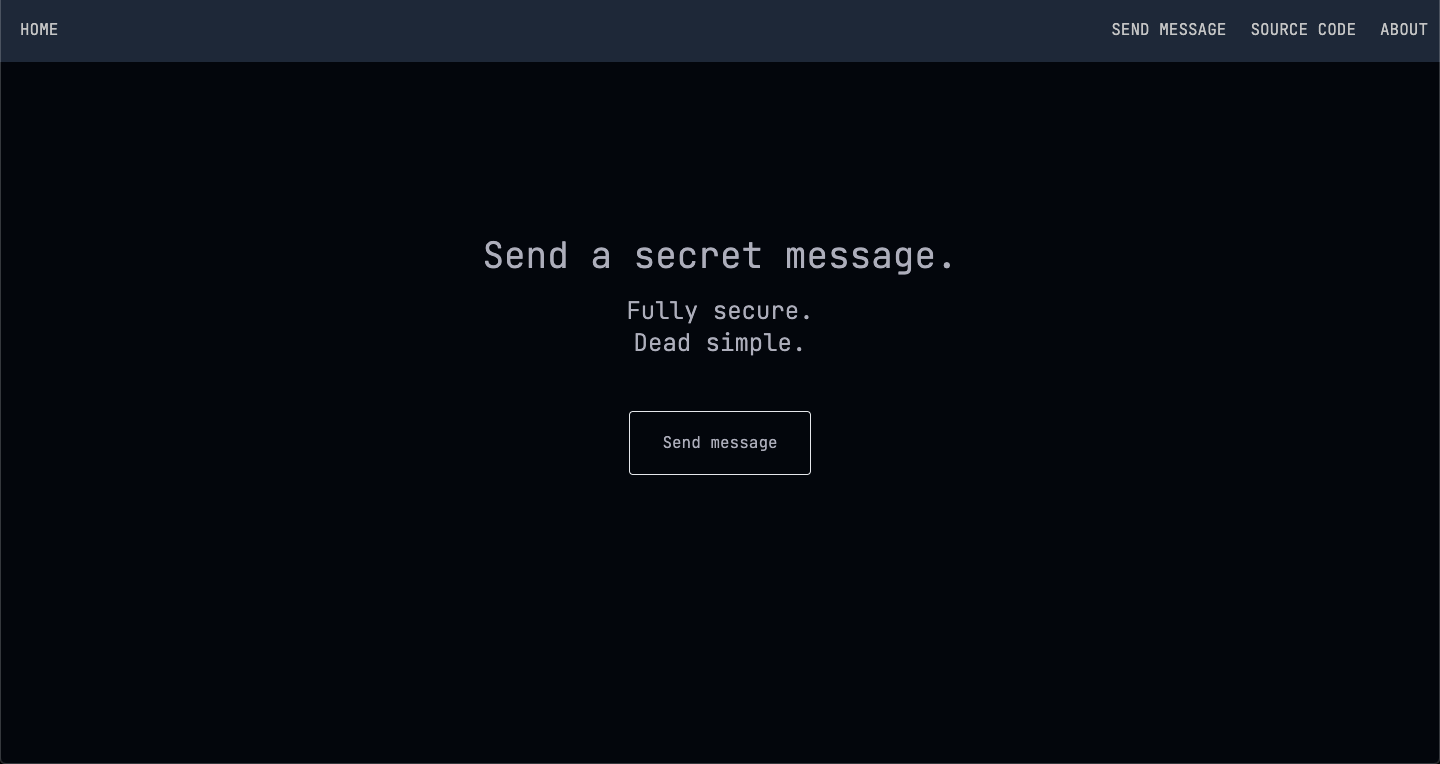 HOME
SEND MESSAGE SOURCE CODE ABOUT
Send a secret message.
Fully secure.
Dead simple.
Send message